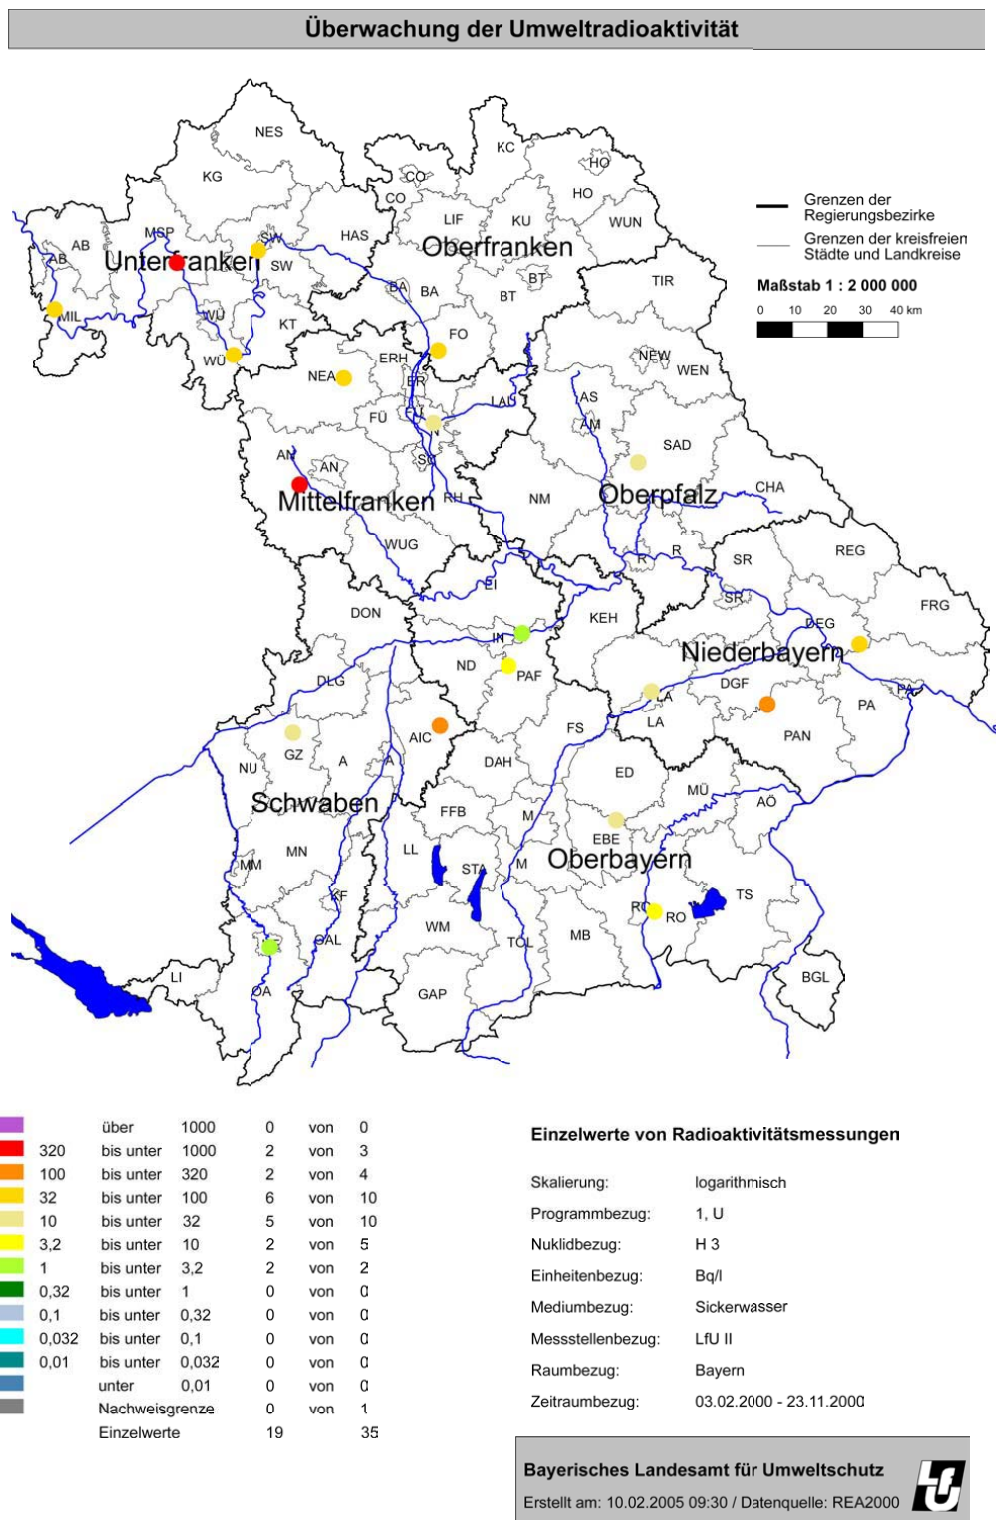 Überwachung der Umweltradioaktivität
NES
KC
HO
CO
KG
HO
CO
LIF
KU
WUN
MSP
HAS
AB
SW
Oberfranken
Unterfranken
AB
SW
BA
BA
BT
BT
TIR
MIL
WÜ
KT
FO
WÜ
ERH
NEA
ER
NEW
WEN
LAU
AS
FÜ
FÜ
N
AM
SAD
AN
AN
SC
CHA
Mittelfranken
RH
NM
Oberpfalz
WUG
R
R
SR
REG
EI
SR
FRG
DON
KEH
DEG
IN
Niederbayern
ND
PAF
DLG
LA
DGF
PA
PA
AIC
FS
LA
PAN
GZ
A
A
DAH
NU
ED
MÜ
AÖ
Schwaben
FFB
M
EBE
MN
LL
MM
STA
M
Oberbayern
KF
TS
RO
RO
WM
OAL
TÖL
MB
LI
OA
GAP
BGL
Grenzen der
Regierungsbezirke
Grenzen der kreisfreien
Städte und Landkreise
Maßstab 1 : 2 000 000
0 10 20 30 40 km
über 1000 0 von 0
320 bis unter 1000 2 von 3
100 bis unter 320 2 von 4
32 bis unter 100 6 von 10
10 bis unter 32 5 von 10
3,2 bis unter 10 2 von 5
1 bis unter 3,2 2 von 2
0,32 bis unter 1 0 von 0
0,1 bis unter 0,32 0 von 0
0,032 bis unter 0,1 0 von 0
0,01 bis unter 0,032 0 von 0
unter 0,01 0 von 0
Nachweisgrenze 0 von 1
Einzelwerte 19 35
Einzelwerte von Radioaktivitätsmessungen
Skalierung: logarithmisch
Programmbezug: 1, U
Nuklidbezug: H 3
Einheitenbezug: Bq/l
Mediumbezug: Sickerwasser
Messstellenbezug: LfU II
Raumbezug: Bayern
Zeitraumbezug: 03.02.2000 - 23.11.2000
Bayerisches Landesamt für Umweltschutz
Erstellt am: 10.02.2005 09:30 / Datenquelle: REA2000
LfU